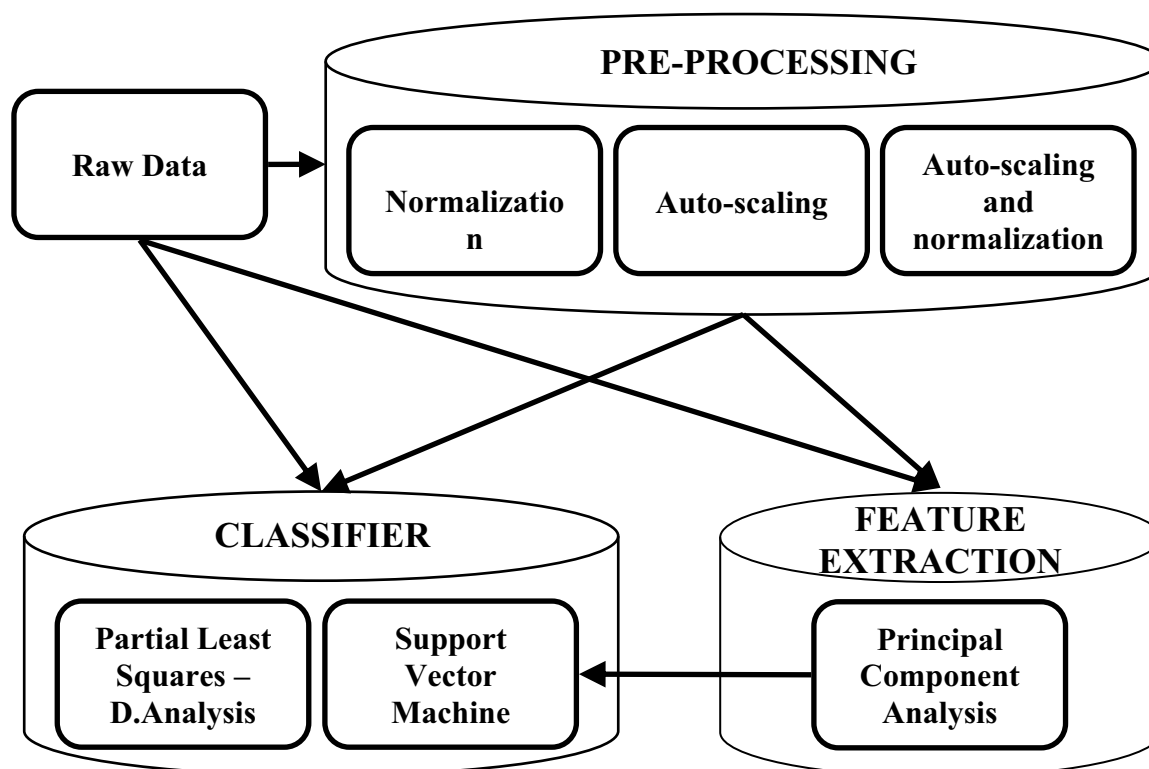 PRE-PROCESSING
Raw Data
Normalizatio
n
Auto-scaling
Auto-scaling
and
normalization
CLASSIFIER
Partial Least
Squares –
D.Analysis
Support
Vector
Machine
FEATURE
EXTRACTION
Principal
Component
Analysis